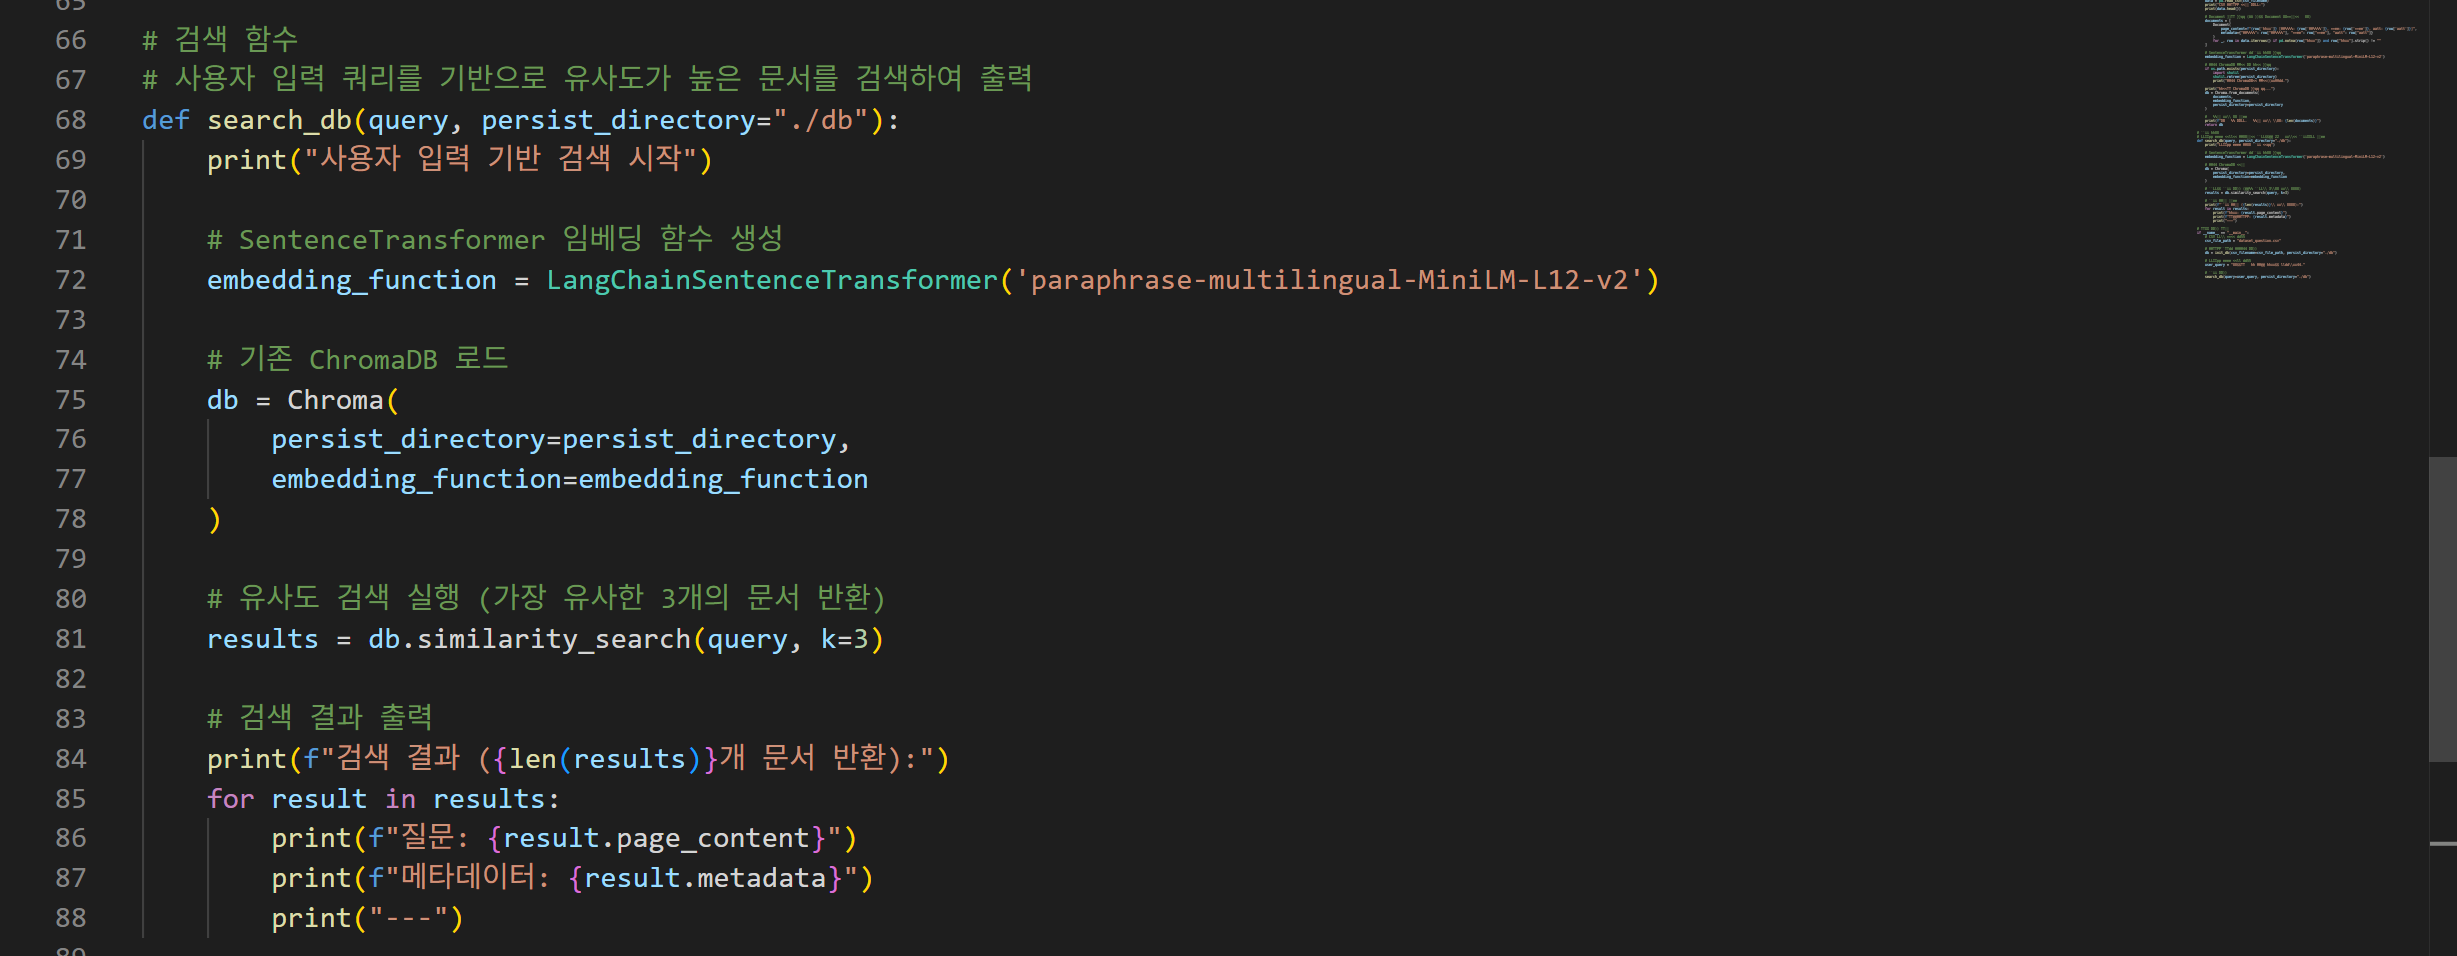 66 # 검색 함수
67 # 사용자 입력 쿼리를 기반으로 유사도가 높은 문서를 검색하여 출력
68 def search_db(query, persist_directory="./db"):
69     print("사용자 입력 기반 검색 시작")
70
71     # SentenceTransformer 임베딩 함수 생성
72     embedding_function = LangChainSentenceTransformer('paraphrase-multilingual-MiniLM-L12-v2')
73
74     # 기존 ChromaDB 로드
75     db = Chroma(
76         persist_directory=persist_directory,
77         embedding_function=embedding_function
78     )
79
80     # 유사도 검색 실행 (가장 유사한 3개의 문서 반환)
81     results = db.similarity_search(query, k=3)
82
83     # 검색 결과 출력
84     print(f"검색 결과 ({len(results)}개 문서 반환):")
85     for result in results:
86         print(f"질문: {result.page_content}")
87         print(f"메타데이터: {result.metadata}")
88         print("---")